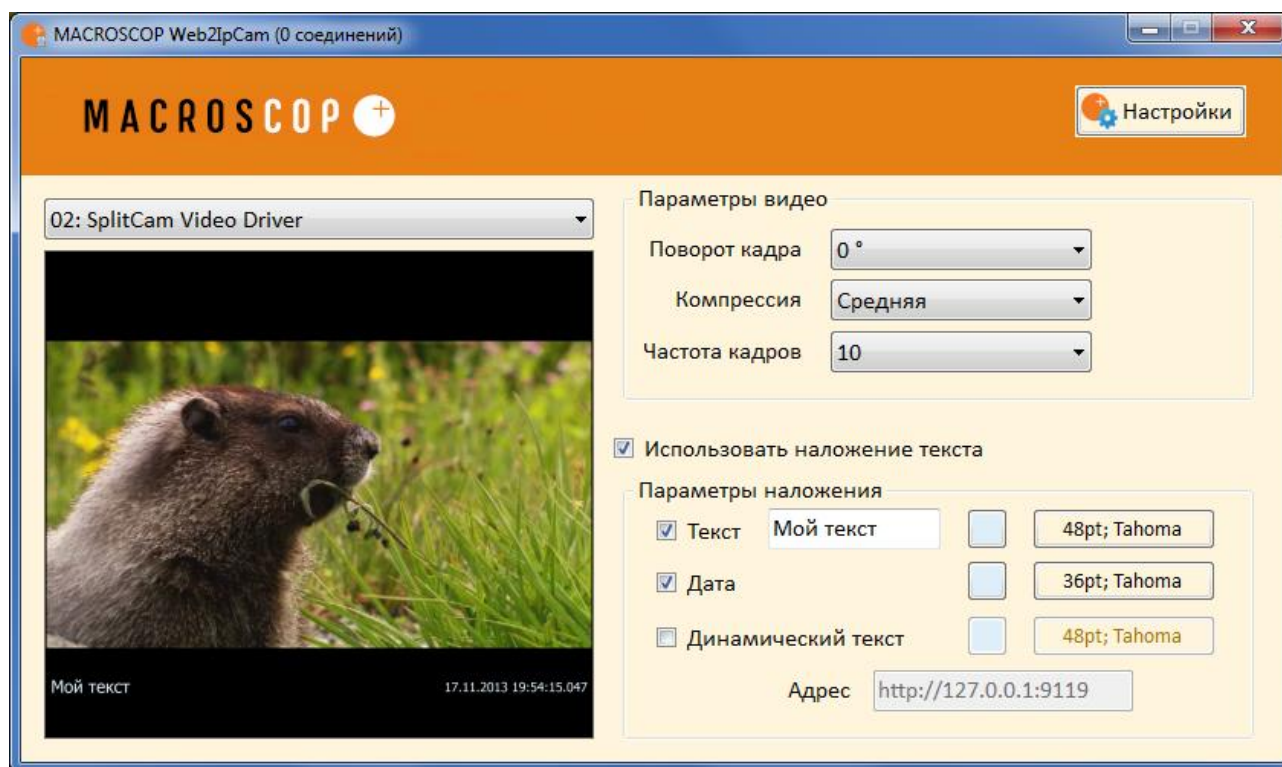 MACROSCOP Web2IpCam (0 соединений)
MACROSCOP
Настройки
02: SplitCam Video Driver
Мой текст
17.11.2013 19:54:15.047
Параметры видео
Поворот кадра 0 °
Компрессия Средняя
Частота кадров 10
Использовать наложение текста
Параметры наложения
Текст Мой текст 48pt; Tahoma
Дата 36pt; Tahoma
Динамический текст 48pt; Tahoma
Адрес http://127.0.0.1:9119